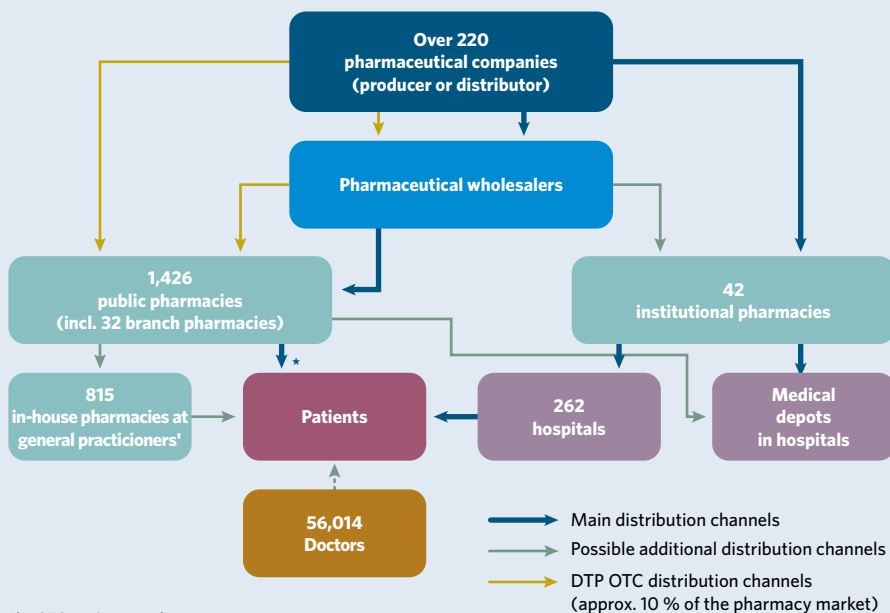 Over 220
pharmaceutical companies
(producer or distributor)
Pharmaceutical wholesalers
1,426
public pharmacies
(incl. 32 branch pharmacies)
42
institutional pharmacies
*
815
in-house pharmacies at
general practicioners'
Patients
262
hospitals
Medical
depots
in hospitals
56,014
Doctors
Main distribution channels
Possible additional distribution channels
DTP OTC distribution channels
(approx. 10 % of the pharmacy market)